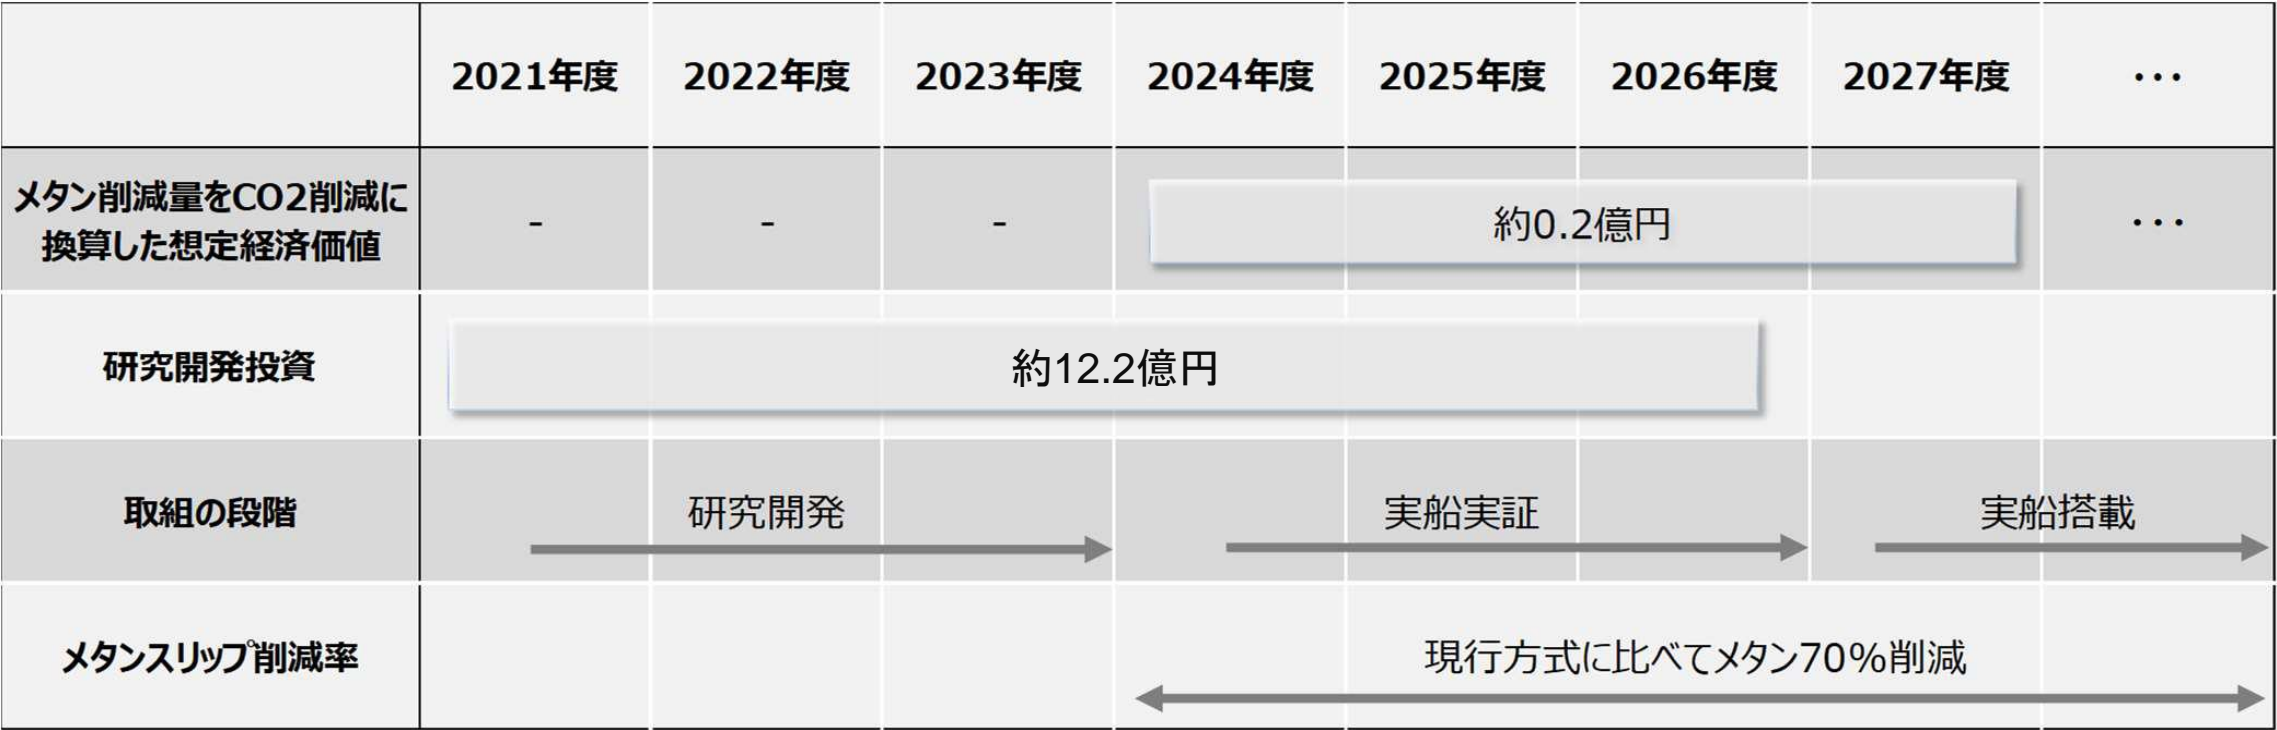 2021年度 2022年度 2023年度 2024年度 2025年度 2026年度 2027年度 ･･･
メタン削減量をCO2削減に
換算した想定経済価値
- - - 約0.2億円 ･･･
研究開発投資 約12.2億円
取組の段階 研究開発 実船実証 実船搭載
メタンスリップ削減率 現行方式に比べてメタン70%削減